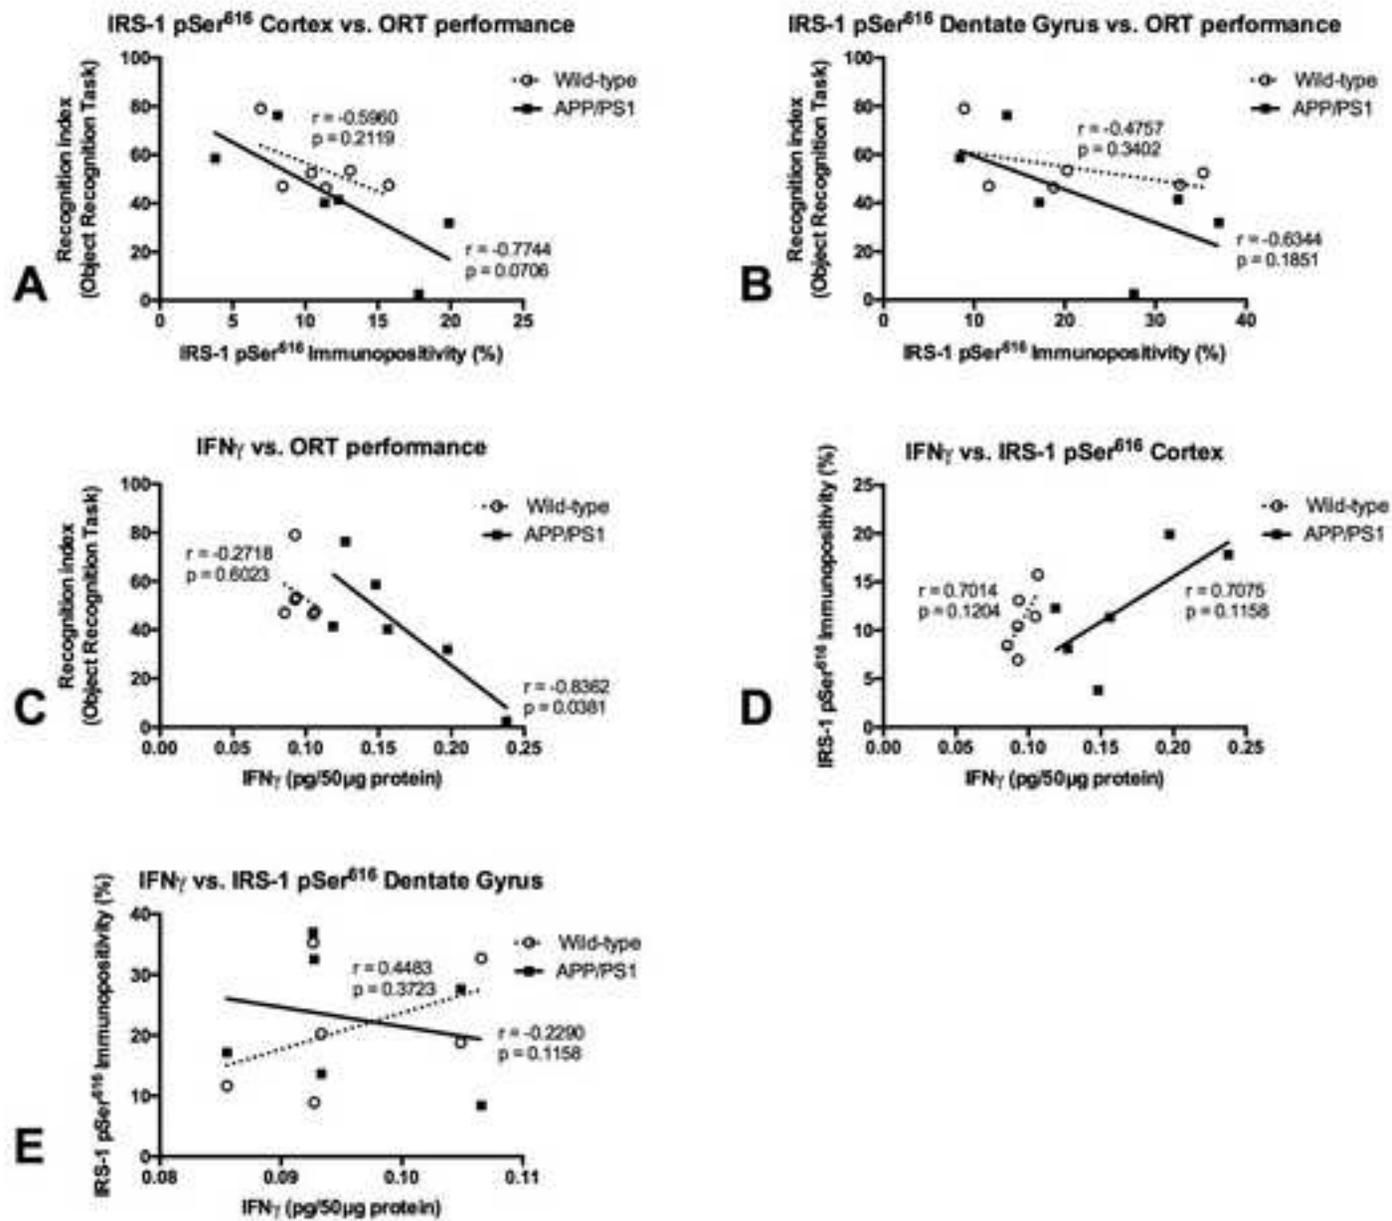 IRS-1 pSer⁶¹⁶ Cortex vs. ORT performance
Recognition index
(Object Recognition Task)
100
80
60
40
20
0
Wild-type
APP/PS1
r = -0.5960
p = 0.2119
r = -0.7744
p = 0.0706
A
0 5 10 15 20 25
IRS-1 pSer⁶¹⁶ Immunopositivity (%)
IRS-1 pSer⁶¹⁶ Dentate Gyrus vs. ORT performance
Recognition index
(Object Recognition Task)
100
80
60
40
20
0
Wild-type
APP/PS1
r = -0.4757
p = 0.3402
r = -0.6344
p = 0.1851
B
0 10 20 30 40
IRS-1 pSer⁶¹⁶ Immunopositivity (%)
IFNγ vs. ORT performance
Recognition index
(Object Recognition Task)
100
80
60
40
20
0
Wild-type
APP/PS1
r = -0.2718
p = 0.6023
r = -0.8362
p = 0.0381
C
0.00 0.05 0.10 0.15 0.20 0.25
IFNγ (pg/50µg protein)
IFNγ vs. IRS-1 pSer⁶¹⁶ Cortex
IRS-1 pSer⁶¹⁶ Immunopositivity (%)
25
20
15
10
5
0
Wild-type
APP/PS1
r = 0.7014
p = 0.1204
r = 0.7075
p = 0.1158
D
0.00 0.05 0.10 0.15 0.20 0.25
IFNγ (pg/50µg protein)
IFNγ vs. IRS-1 pSer⁶¹⁶ Dentate Gyrus
IRS-1 pSer⁶¹⁶ Immunopositivity (%)
40
30
20
10
0
Wild-type
APP/PS1
r = 0.4483
p = 0.3723
r = -0.2290
p = 0.1158
E
0.08 0.09 0.10 0.11
IFNγ (pg/50µg protein)